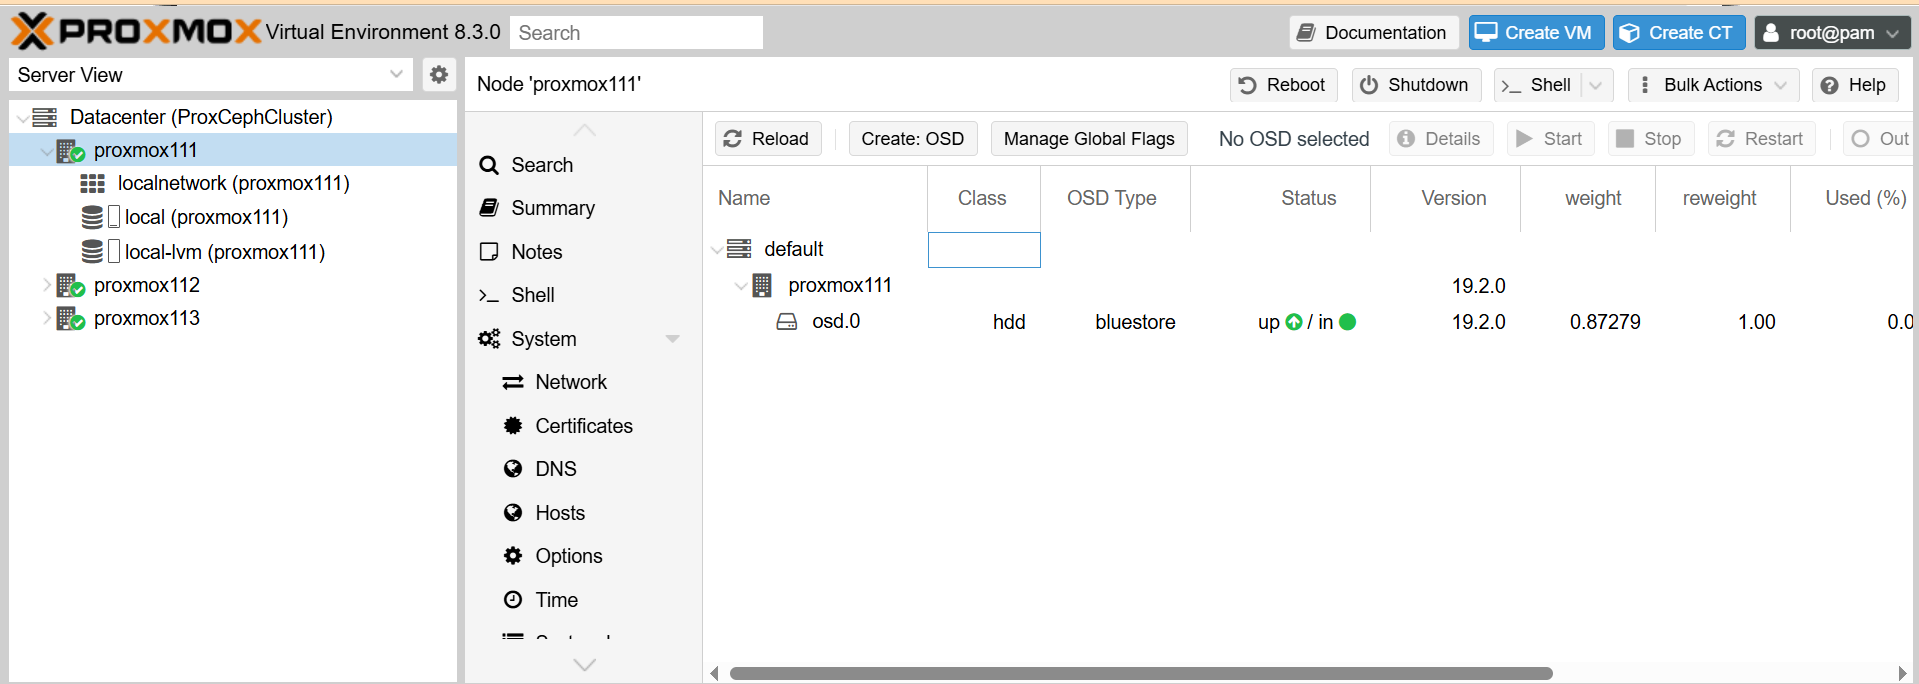 PROXMOX Virtual Environment 8.3.0 Search Documentation Create VM Create CT root@pam
Server View
Node 'proxmox111' Reboot Shutdown Shell Bulk Actions Help
Datacenter (ProxCephCluster)
proxmox111
localnetwork (proxmox111)
local (proxmox111)
local-lvm (proxmox111)
proxmox112
proxmox113
Search
Summary
Notes
Shell
System
Network
Certificates
DNS
Hosts
Options
Time
Reload Create: OSD Manage Global Flags No OSD selected Details Start Stop Restart Out
Name Class OSD Type Status Version weight reweight Used (%)
default
proxmox111 19.2.0
osd.0 hdd bluestore up / in 19.2.0 0.87279 1.00 0.0